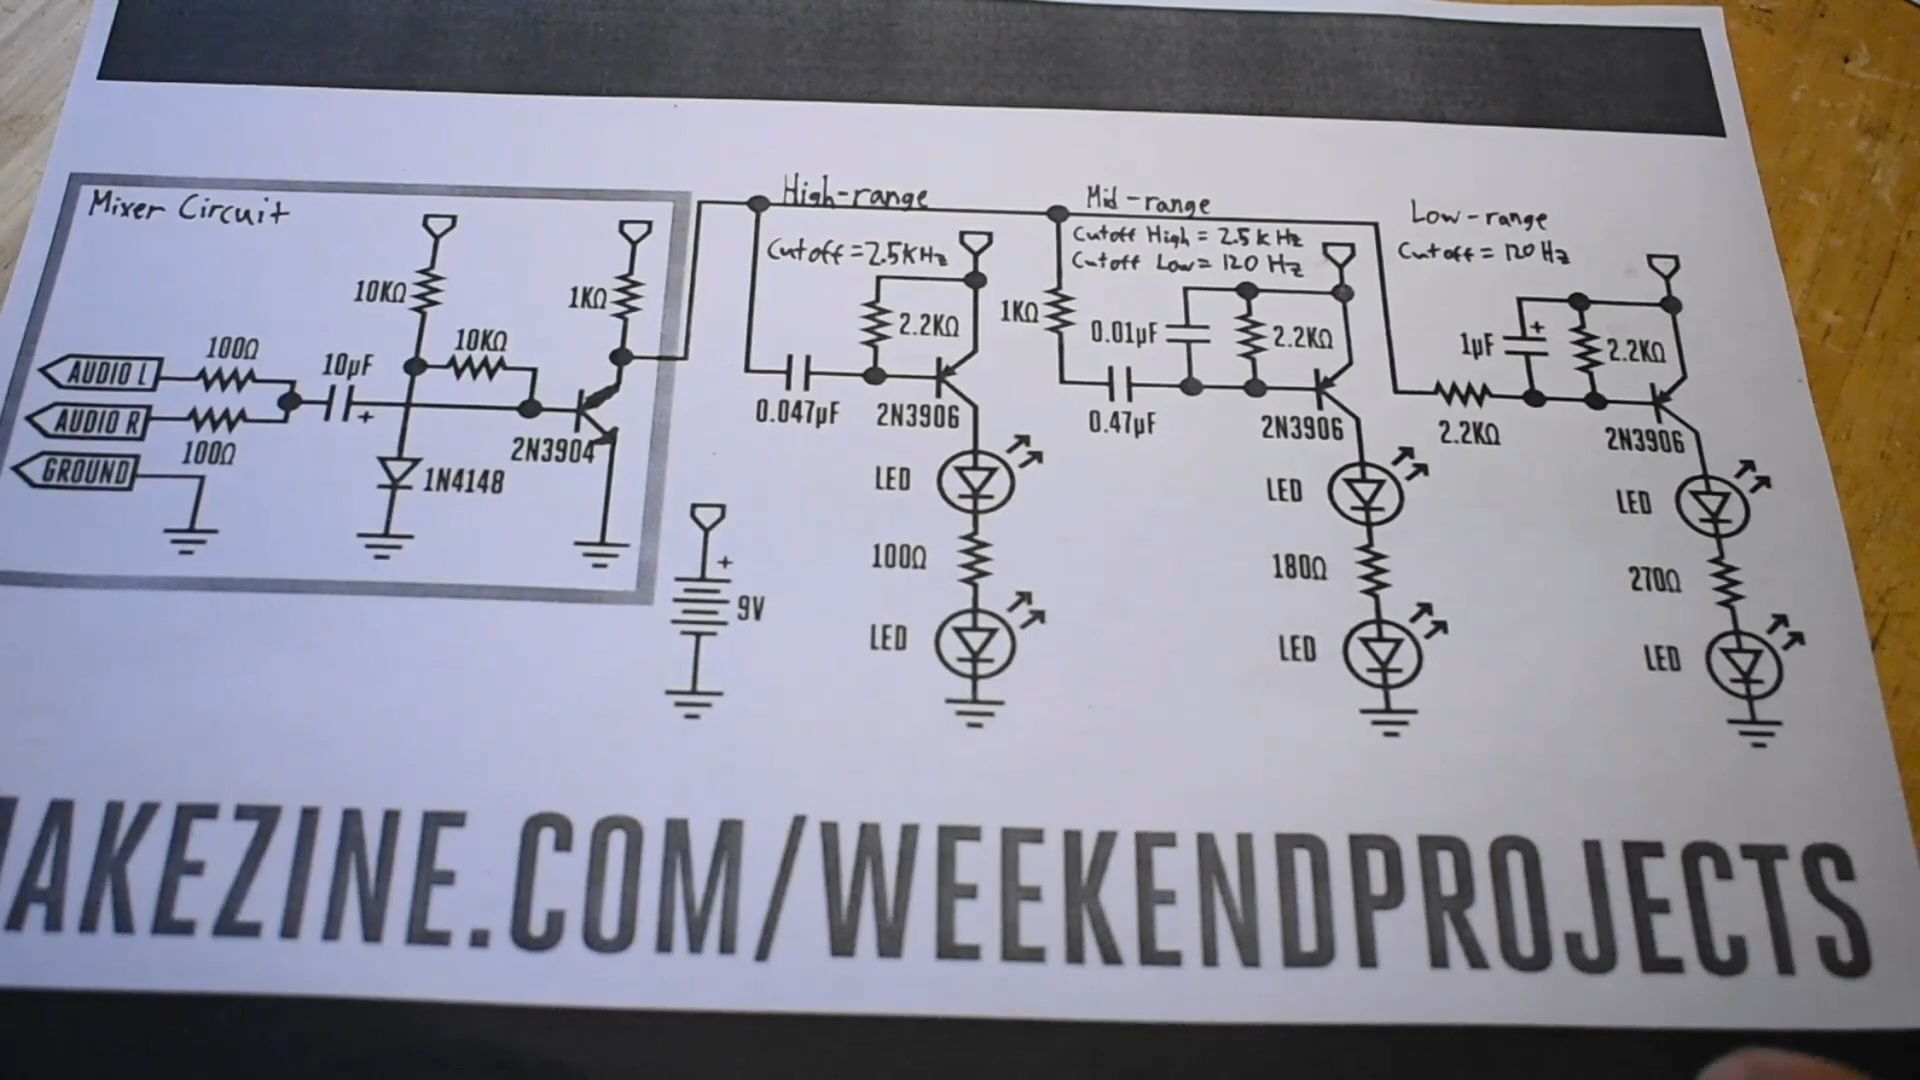 Mixer Circuit
10KΩ
1KΩ
10KΩ
100Ω
10µF
+
AUDIO L
AUDIO R
100Ω
GROUND
1N4148
2N3904
+
9V
High-range
Cutoff = 2.5kHz
2.2KΩ
0.047µF
2N3906
LED
100Ω
LED
Mid-range
Cutoff High = 2.5 kHz
Cutoff Low = 120 Hz
1KΩ
0.01µF
2.2KΩ
0.47µF
2N3906
LED
180Ω
LED
Low-range
Cutoff = 120 Hz
1µF
+
2.2KΩ
2.2KΩ
2N3906
LED
270Ω
LED
AKEZINE.COM/WEEKENDPROJECTS